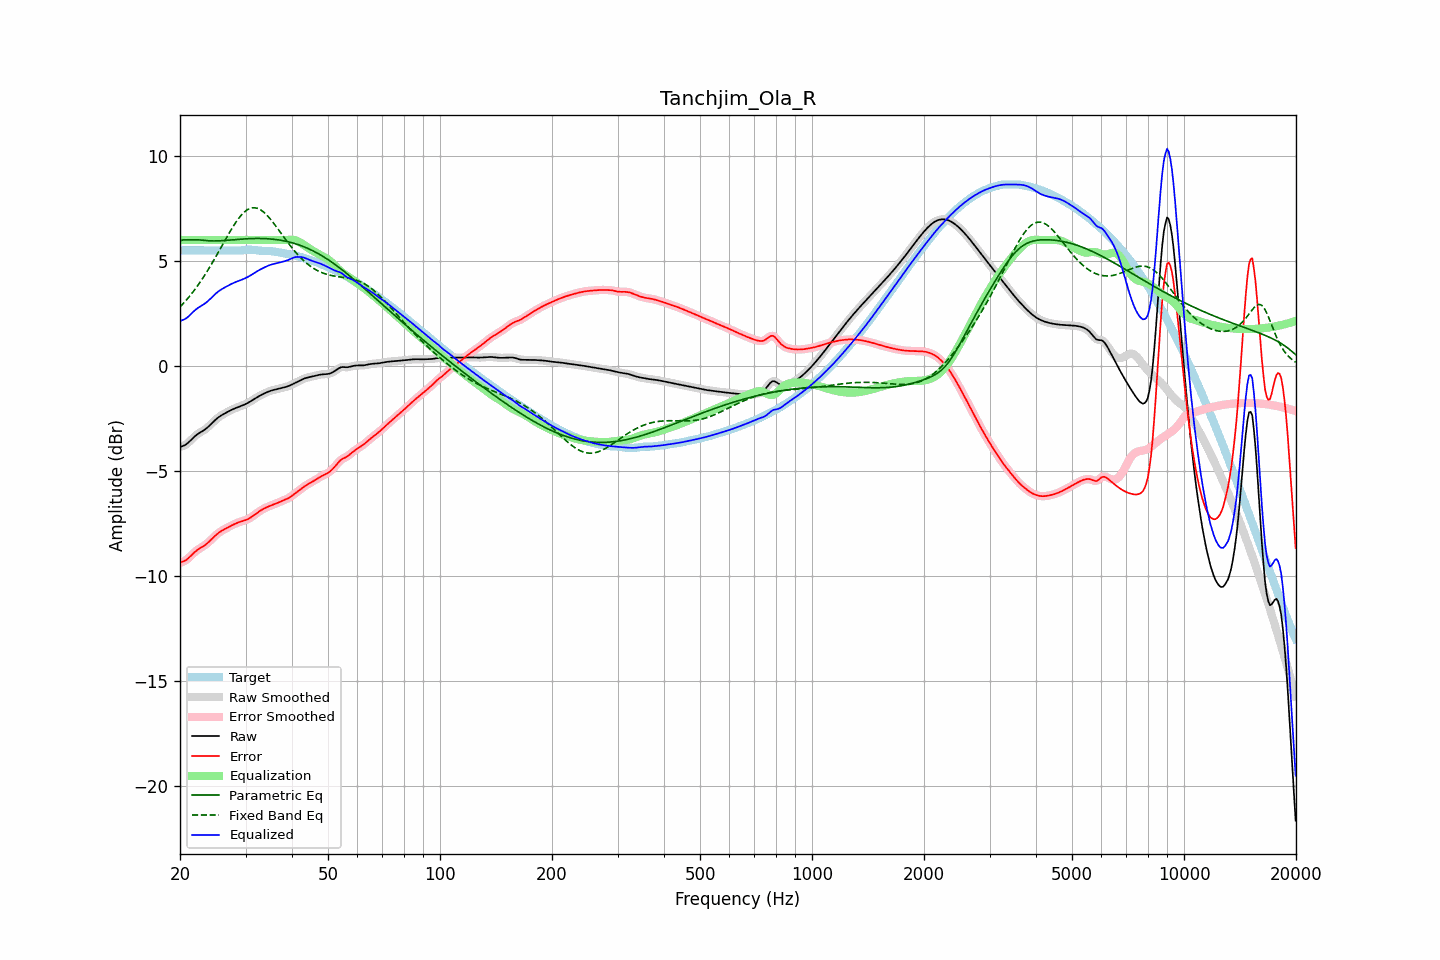 Tanchjim_Ola_R
Amplitude (dBr)
10
5
0
−5
−10
−15
−20
Target
Raw Smoothed
Error Smoothed
Raw
Error
Equalization
Parametric Eq
Fixed Band Eq
Equalized
20 50 100 200 500 1000 2000 5000 10000 20000
Frequency (Hz)